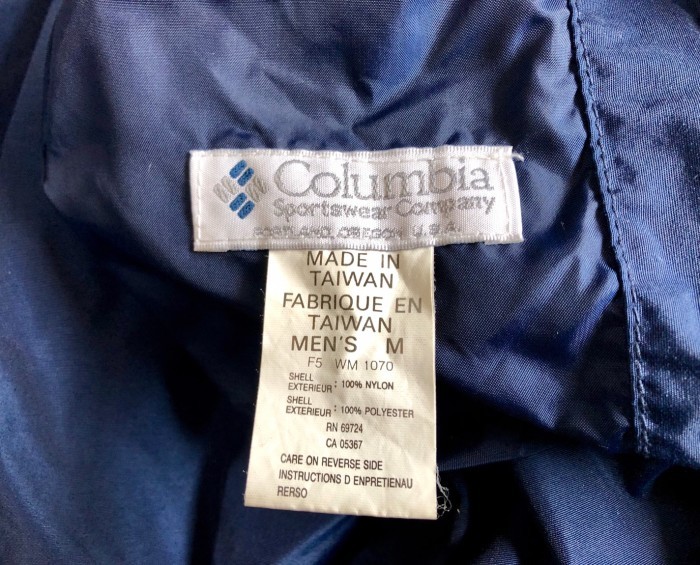 Columbia
Sportswear Company
PORTLAND, OREGON U.S.A.
MADE IN
TAIWAN
FABRIQUE EN
TAIWAN
MEN'S M
F5 WM 1070
SHELL
EXTERIEUR : 100% NYLON
SHELL
EXTERIEUR : 100% POLYESTER
RN 69724
CA 05367
CARE ON REVERSE SIDE
INSTRUCTIONS D ENPRETIENAU
RERSO